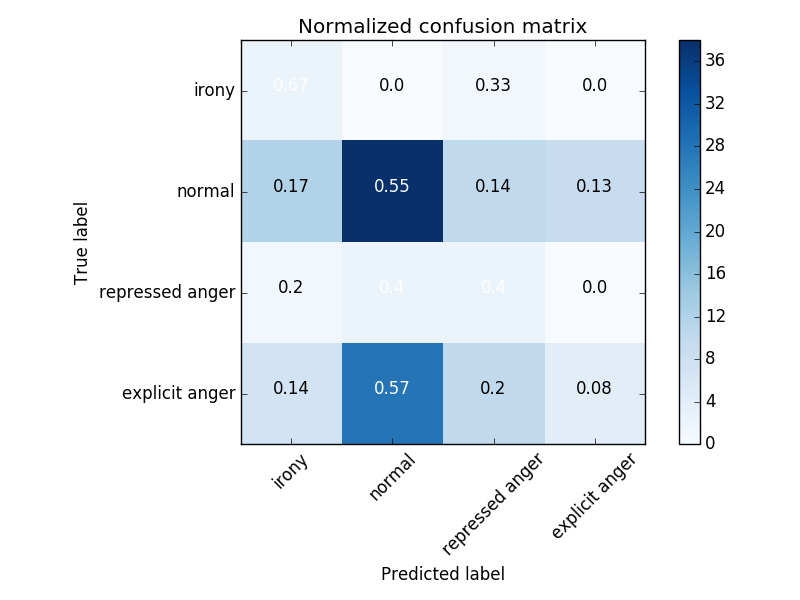 Normalized confusion matrix
irony 0.67 0.0 0.33 0.0
normal 0.17 0.55 0.14 0.13
repressed anger 0.2 0.4 0.4 0.0
explicit anger 0.14 0.57 0.2 0.08
True label
irony normal repressed anger explicit anger
Predicted label
36
32
28
24
20
16
12
8
4
0